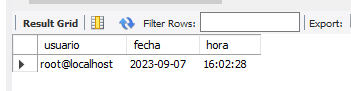 Result Grid Filter Rows: Export:
usuario fecha hora
root@localhost 2023-09-07 16:02:28